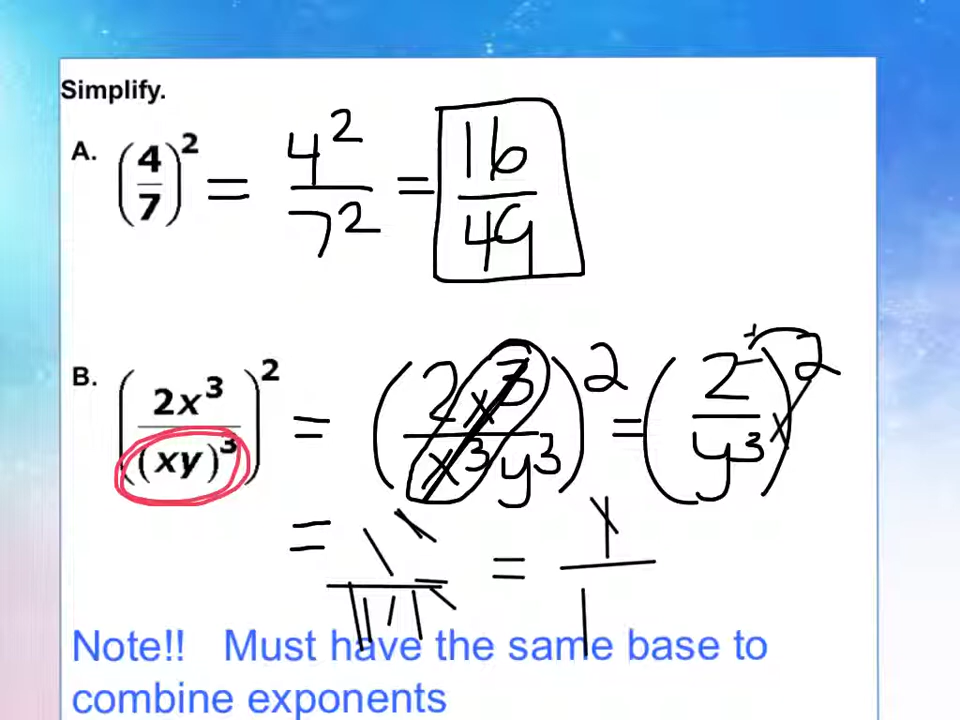 Simplify.
A. (4/7)² = 4²/7² = 16/49
B. (2x³/(xy)³)² = (2x³/x³y³)² = (2/y³)²
= =
Note!! Must have the same base to
combine exponents